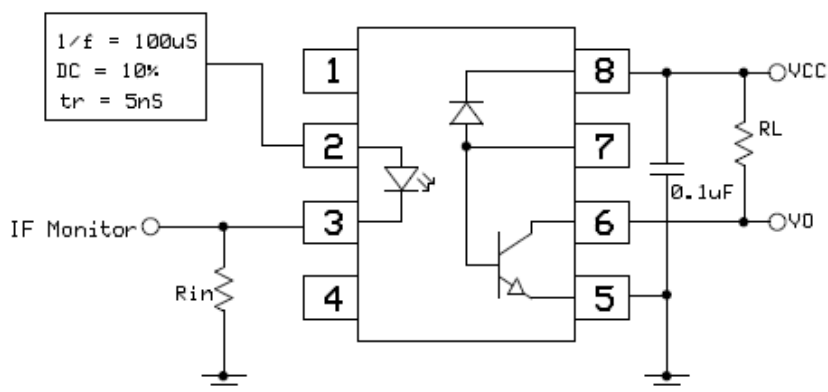 1/f = 100uS
DC = 10%
tr = 5nS
1
2
3
4
8
7
6
5
IF Monitor
Rin
VCC
RL
0.1uF
VO